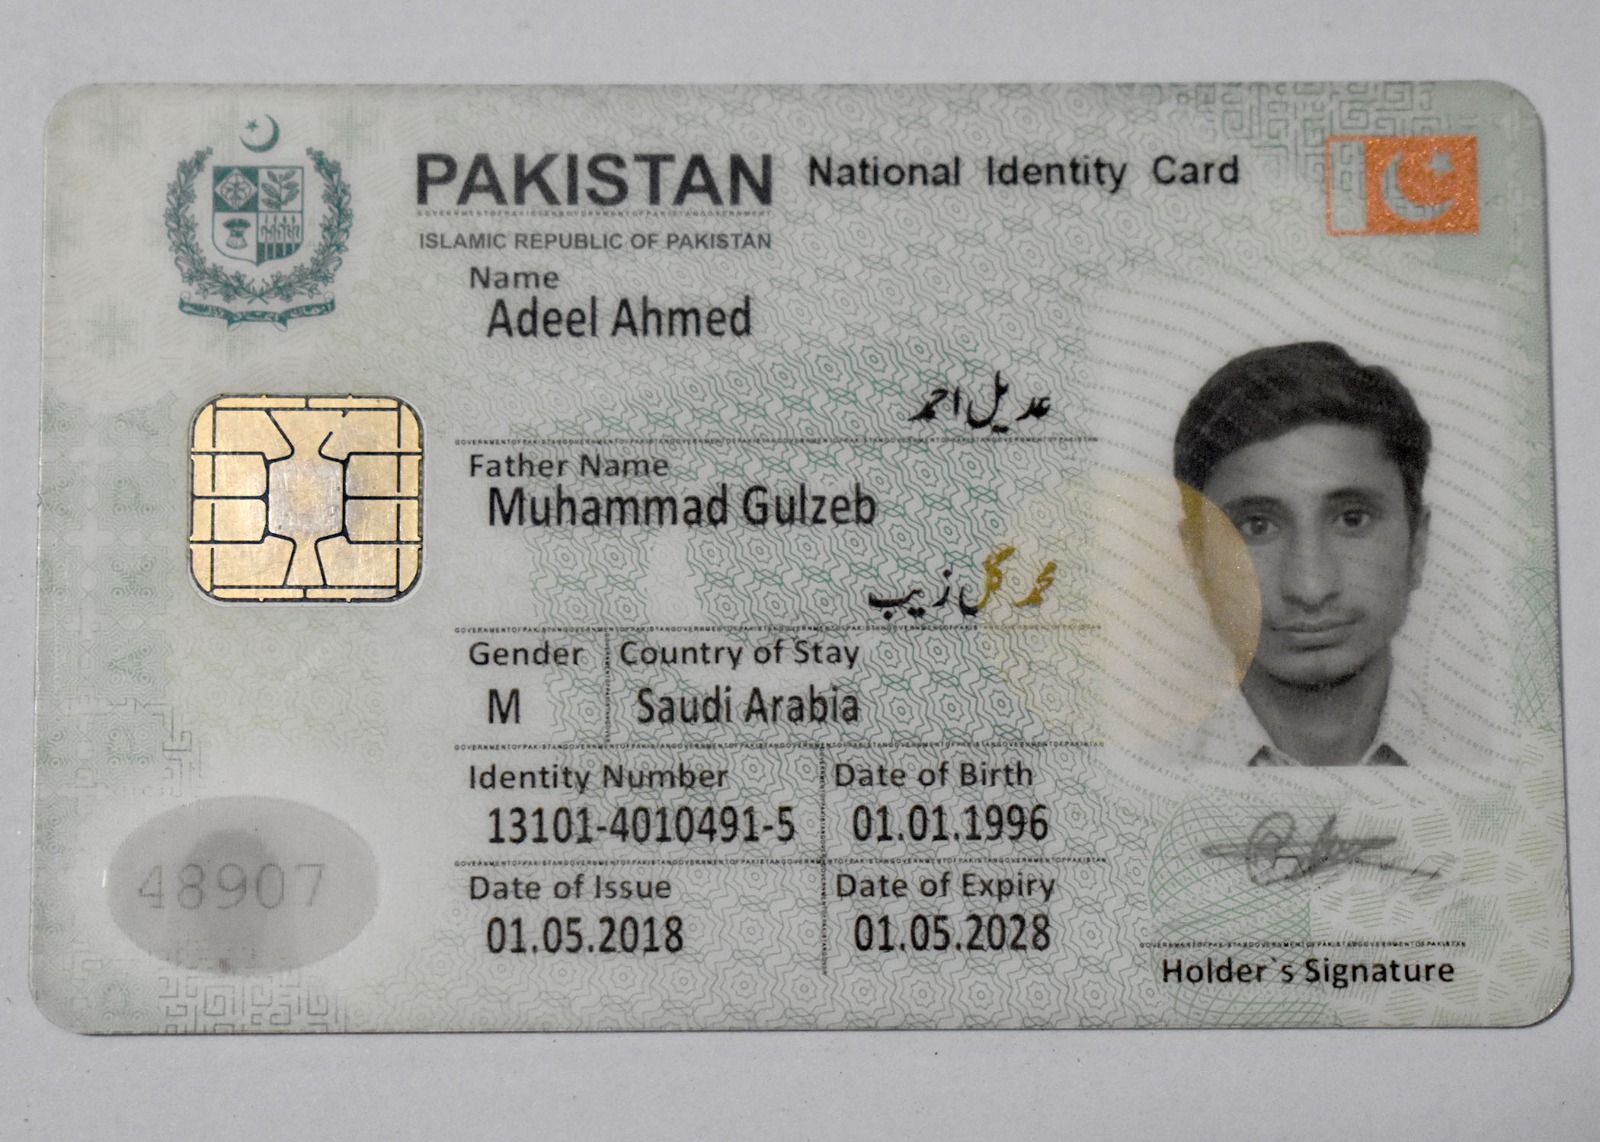 PAKISTAN National Identity Card
ISLAMIC REPUBLIC OF PAKISTAN
Name
Adeel Ahmed
عدیل احمد
Father Name
Muhammad Gulzeb
محمد گل زیب
Gender Country of Stay
M Saudi Arabia
Identity Number Date of Birth
13101-4010491-5 01.01.1996
Date of Issue Date of Expiry
01.05.2018 01.05.2028
48907
Holder`s Signature